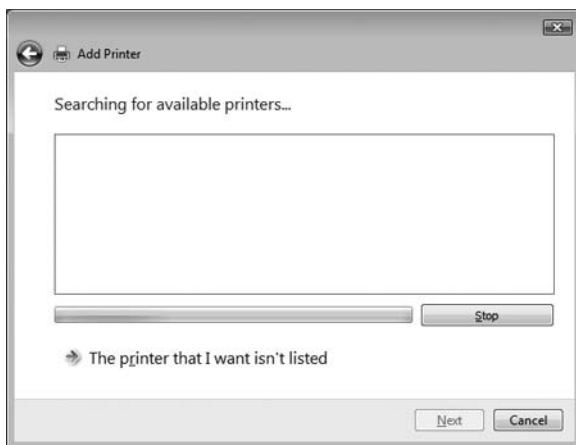 Add Printer
Searching for available printers...
Stop
The printer that I want isn't listed
Next Cancel